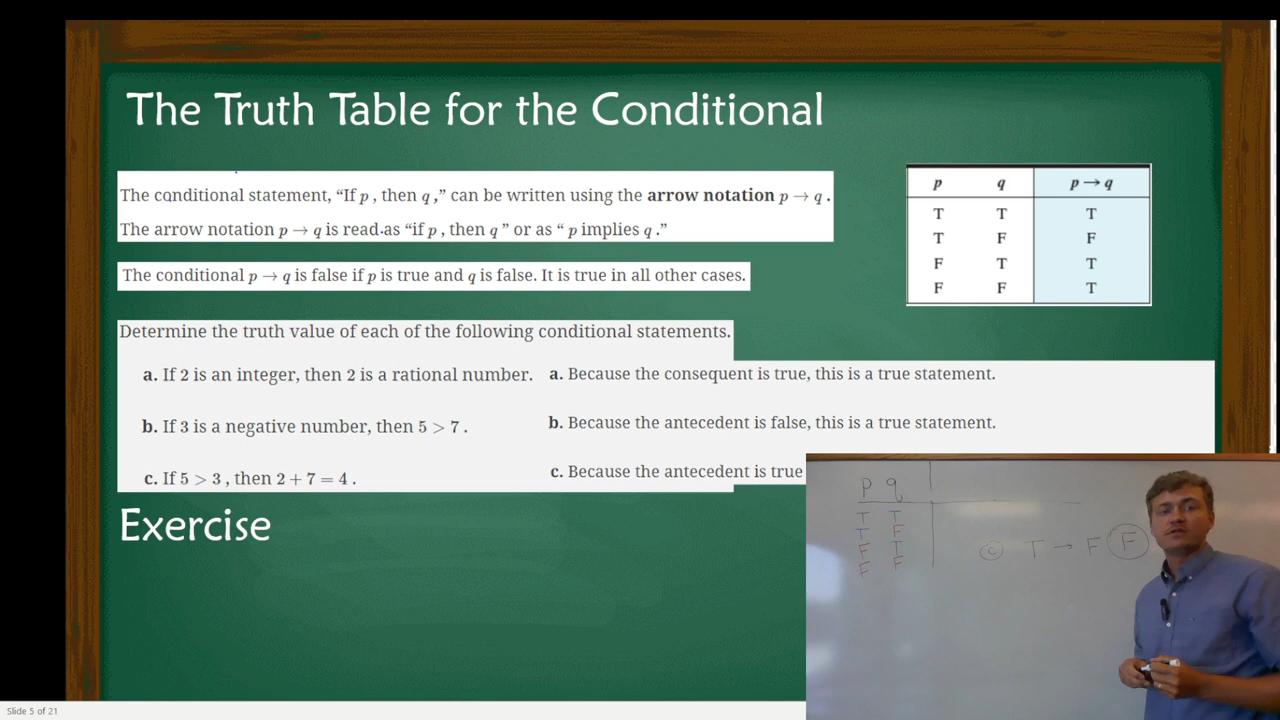 The Truth Table for the Conditional
The conditional statement, “If p , then q ,” can be written using the arrow notation p → q .
The arrow notation p → q is read as “if p , then q ” or as “ p implies q .”
The conditional p → q is false if p is true and q is false. It is true in all other cases.
p q p → q
T T T
T F F
F T T
F F T
Determine the truth value of each of the following conditional statements.
a. If 2 is an integer, then 2 is a rational number.
b. If 3 is a negative number, then 5 > 7 .
c. If 5 > 3 , then 2 + 7 = 4 .
a. Because the consequent is true, this is a true statement.
b. Because the antecedent is false, this is a true statement.
c. Because the antecedent is true
Exercise
p q
T T
T F
F T
F F
c T → F F
Slide 5 of 21